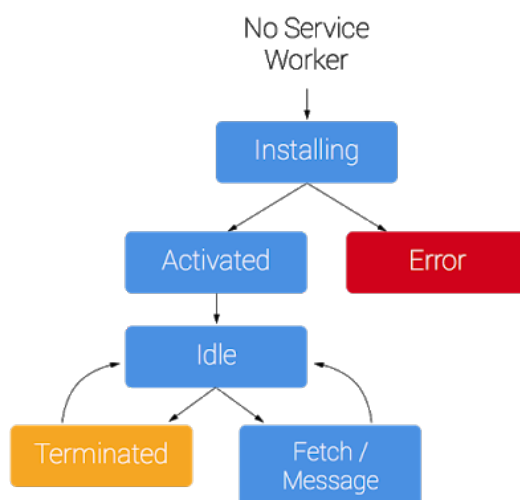 No Service
Worker
Installing
Activated
Error
Idle
Terminated
Fetch /
Message